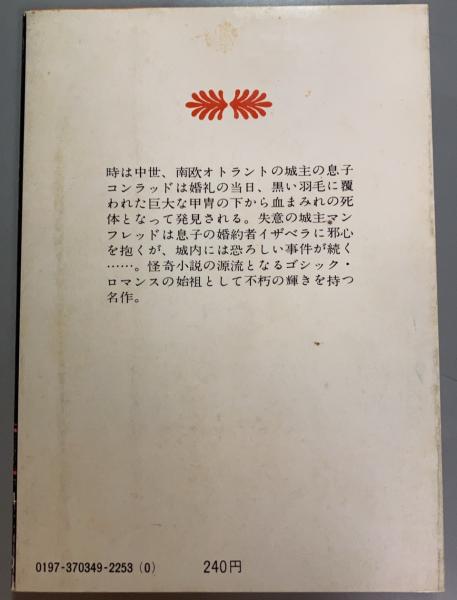 時は中世、南欧オトラントの城主の息子
コンラッドは婚礼の当日、黒い羽毛に覆
われた巨大な甲冑の下から血まみれの死
体となって発見される。失意の城主マン
フレッドは息子の婚約者イザベラに邪心
を抱くが、城内には恐ろしい事件が続く
……。怪奇小説の源流となるゴシック・
ロマンスの始祖として不朽の輝きを持つ
名作。
0197-370349-2253(0) 240円